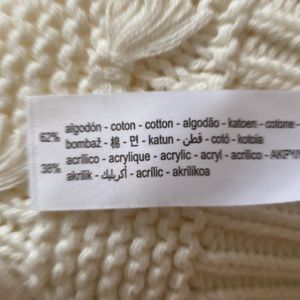 62% algodón - coton - cotton - algodão - katoen - cotone -
bombaž - 棉 - 면 - katun - قطن - cotó - kotoia
38% acrílico - acrylique - acrylic - acryl - acrilico - ΑΚΡΥΛ
akrilik - أكريليك - acrílic - akrilikoa